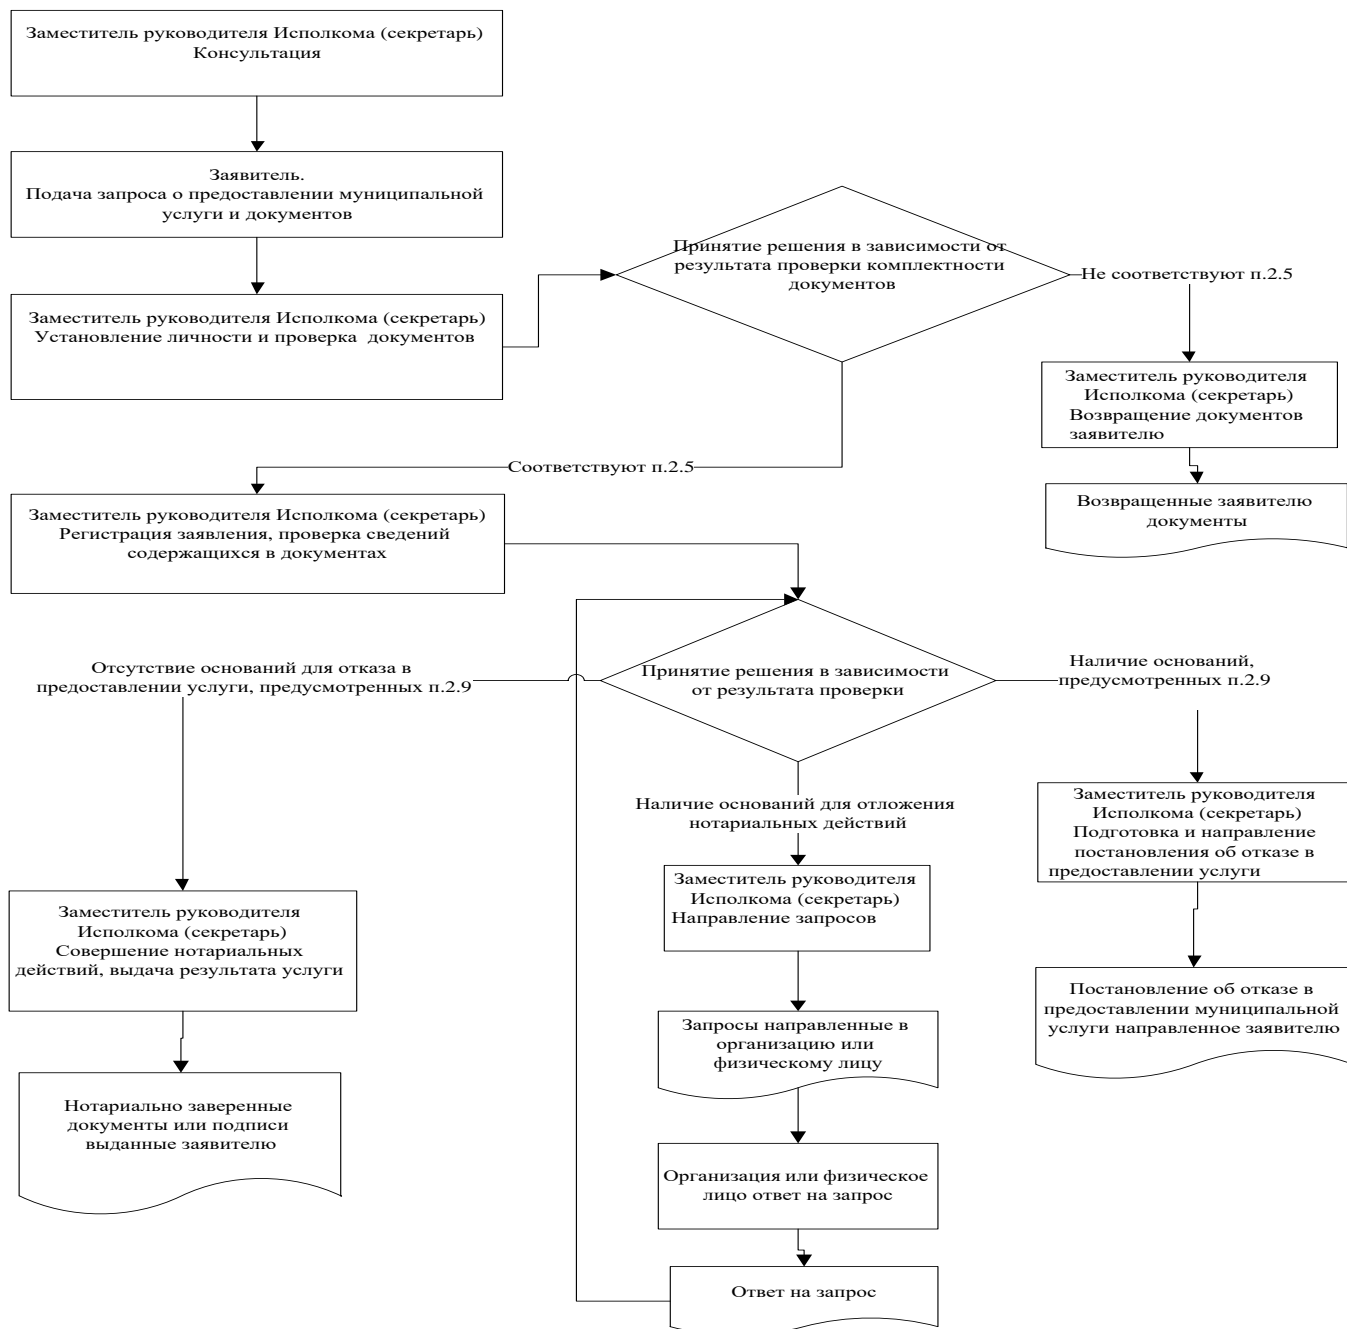 Заместитель руководителя Исполкома (секретарь)
Консультация
Заявитель.
Подача запроса о предоставлении муниципальной
услуги и документов
Заместитель руководителя Исполкома (секретарь)
Установление личности и проверка  документов
Принятие решения в зависимости от
результата проверки комплектности
документов
Не соответствуют п.2.5
Заместитель руководителя
Исполкома (секретарь)
Возвращение документов
заявителю
Возвращенные заявителю
документы
Соответствуют п.2.5
Заместитель руководителя Исполкома (секретарь)
Регистрация заявления, проверка сведений
содержащихся в документах
Принятие решения в зависимости
от результата проверки
Отсутствие оснований для отказа в
предоставлении услуги, предусмотренных п.2.9
Наличие оснований,
предусмотренных п.2.9
Наличие оснований для отложения
нотариальных действий
Заместитель руководителя
Исполкома (секретарь)
Подготовка и направление
постановления об отказе в
предоставлении услуги
Заместитель руководителя
Исполкома (секретарь)
Направление запросов
Заместитель руководителя
Исполкома (секретарь)
Совершение нотариальных
действий, выдача результата услуги
Постановление об отказе в
предоставлении муниципальной
услуги направленное заявителю
Запросы направленные в
организацию или
физическому лицу
Нотариально заверенные
документы или подписи
выданные заявителю
Организация или физическое
лицо ответ на запрос
Ответ на запрос